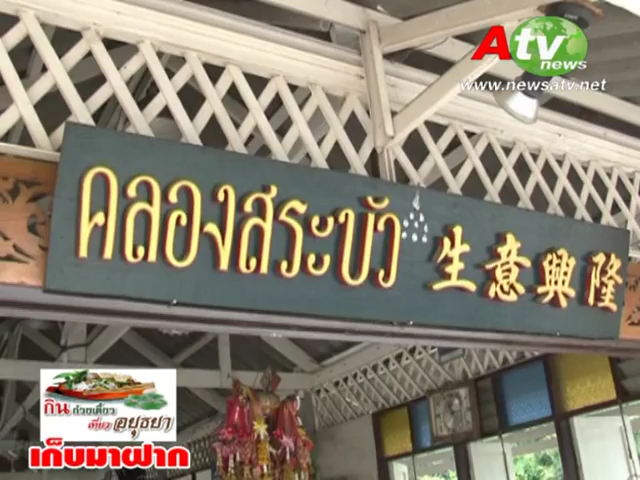 Atv
news
www.newsatv.net
คลองสระบัว 生意興隆
กินก๋วยเตี๋ยว
เที่ยวอยุธยา
เก็บมาฝาก